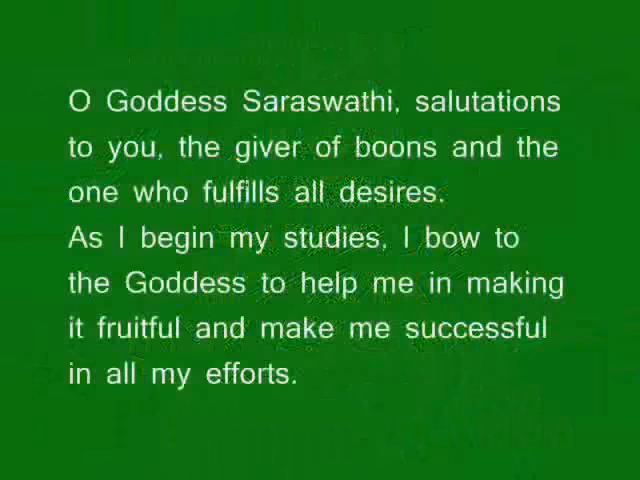 O Goddess Saraswathi, salutations
to you, the giver of boons and the
one who fulfills all desires.
As I begin my studies, I bow to
the Goddess to help me in making
it fruitful and make me successful
in all my efforts.